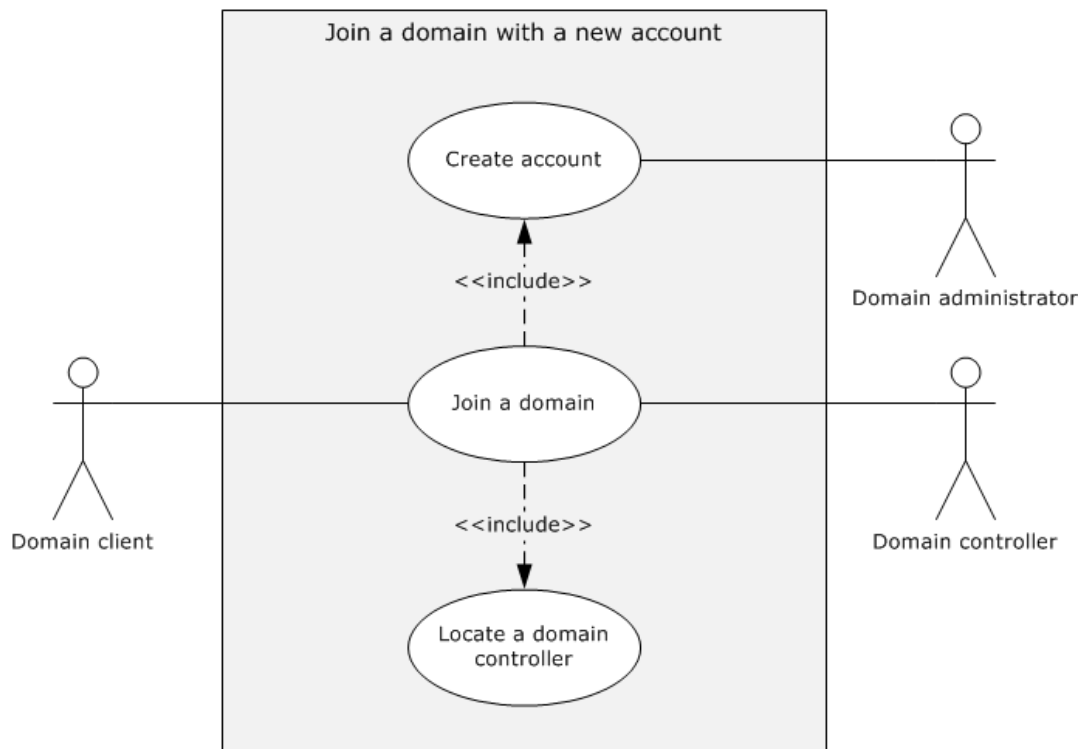 Join a domain with a new account
Create account
Domain administrator
<<include>>
Join a domain
Domain client
Domain controller
<<include>>
Locate a domain
controller